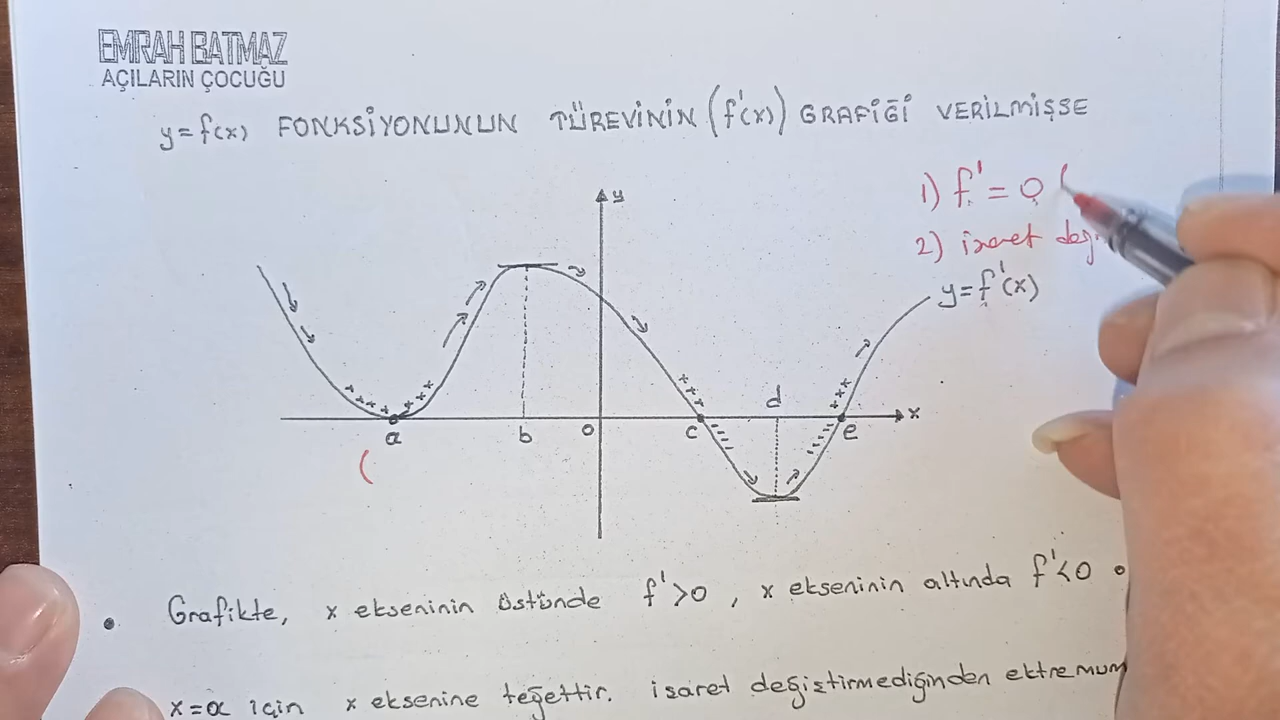 EMRAH BATMAZ
AÇILARIN ÇOCUĞU
y=f(x) FONKSİYONUNUN TÜREVİNİN (f'(x)) GRAFİĞİ VERİLMİŞSE
1) f' = 0 (
2) işaret değ
y=f'(x)
y
x
a
b
0
c
d
e
(
• Grafikte, x ekseninin üstünde f'>0, x ekseninin altında f'<0
x=a için x eksenine teğettir. işaret değiştirmediğinden ektremum